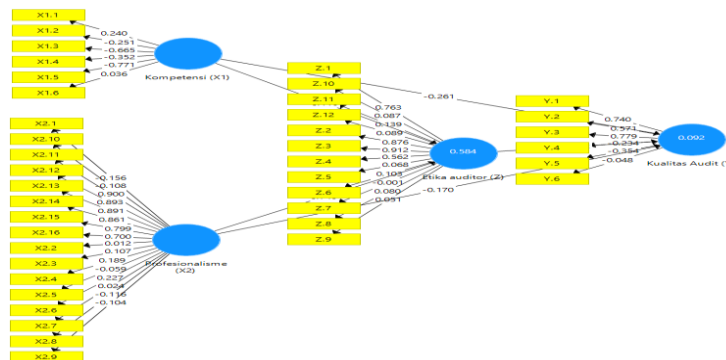 X1.1
X1.2
X1.3
X1.4
X1.5
X1.6
0.240
-0.251
-0.665
-0.352
-0.771
0.036
Kompetensi (X1)
X2.1
X2.10
X2.11
X2.12
X2.13
X2.14
X2.15
X2.16
X2.2
X2.3
X2.4
X2.5
X2.6
X2.7
X2.8
X2.9
-0.156
-0.108
0.900
0.893
0.891
0.861
0.799
0.700
0.012
0.107
0.189
-0.059
0.227
0.024
-0.116
-0.104
Profesionalisme
(X2)
Z.1
Z.10
Z.11
Z.12
Z.2
Z.3
Z.4
Z.5
Z.6
Z.7
Z.8
Z.9
0.763
0.087
0.139
0.089
0.876
0.912
0.562
0.068
0.103
-0.001
0.080
0.051
0.584
Etika auditor (Z)
-0.261
-0.170
Y.1
Y.2
Y.3
Y.4
Y.5
Y.6
0.740
0.571
0.779
-0.234
-0.354
-0.048
0.092
Kualitas Audit (